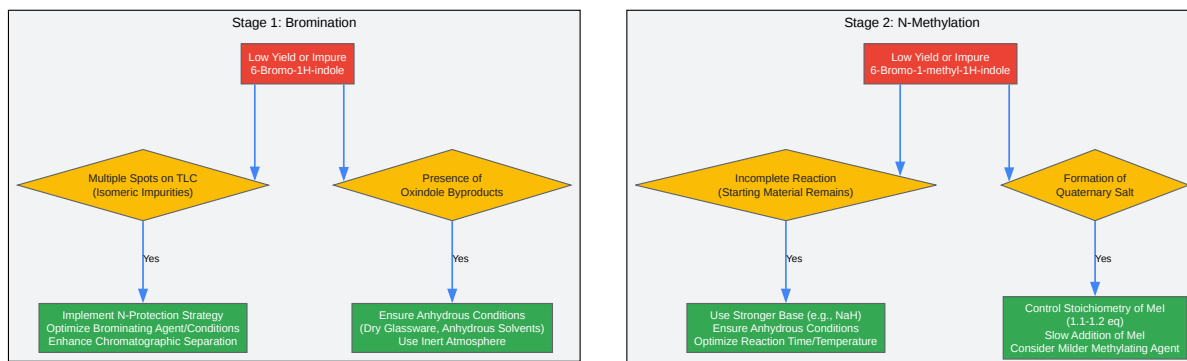 Stage 1: Bromination
Low Yield or Impure
6-Bromo-1H-indole
Multiple Spots on TLC
(Isomeric Impurities)
Presence of
Oxindole Byproducts
Yes
Yes
Implement N-Protection Strategy
Optimize Brominating Agent/Conditions
Enhance Chromatographic Separation
Ensure Anhydrous Conditions
(Dry Glassware, Anhydrous Solvents)
Use Inert Atmosphere
Stage 2: N-Methylation
Low Yield or Impure
6-Bromo-1-methyl-1H-indole
Incomplete Reaction
(Starting Material Remains)
Formation of
Quaternary Salt
Yes
Yes
Use Stronger Base (e.g., NaH)
Ensure Anhydrous Conditions
Optimize Reaction Time/Temperature
Control Stoichiometry of MeI
(1.1-1.2 eq)
Slow Addition of MeI
Consider Milder Methylating Agent